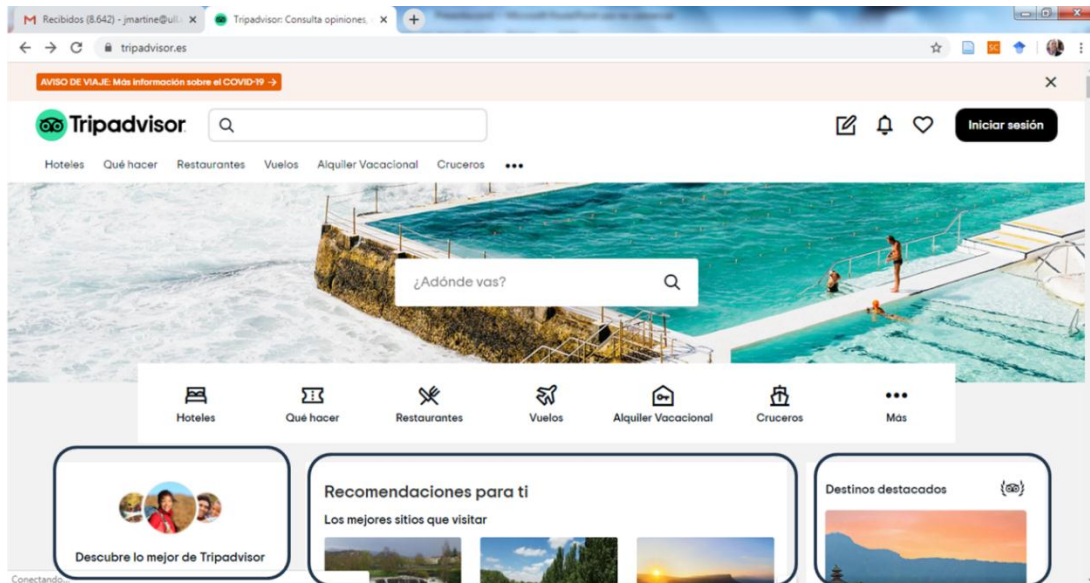 Recibidos (8.642) - jmartine@ull.
Tripadvisor: Consulta opiniones,
tripadvisor.es
SC
AVISO DE VIAJE: Más información sobre el COVID-19 →
Tripadvisor
Iniciar sesión
Hoteles Qué hacer Restaurantes Vuelos Alquiler Vacacional Cruceros
¿Adónde vas?
Hoteles Qué hacer Restaurantes Vuelos Alquiler Vacacional Cruceros Más
Descubre lo mejor de Tripadvisor
Recomendaciones para ti
Los mejores sitios que visitar
Destinos destacados
Conectando...